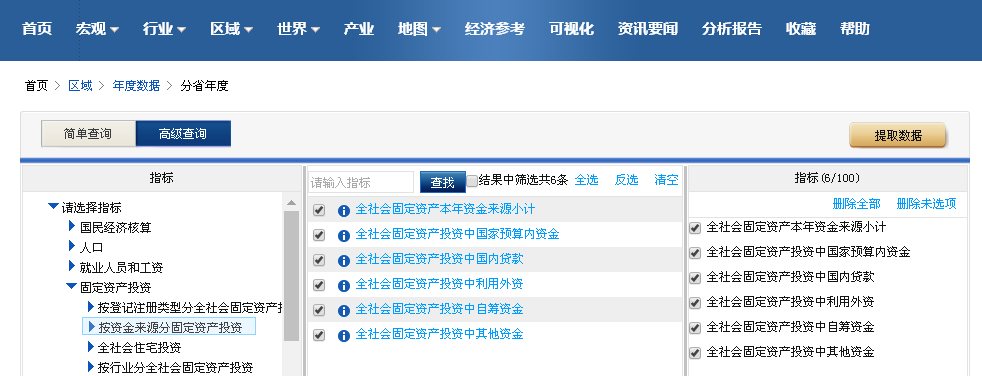 首页 宏观 行业 区域 世界 产业 地图 经济参考 可视化 资讯要闻 分析报告 收藏 帮助
首页 > 区域 > 年度数据 > 分省年度
简单查询 高级查询 提取数据
指标
请选择指标
国民经济核算
人口
就业人员和工资
固定资产投资
按登记注册类型分全社会固定资产
按资金来源分固定资产投资
全社会住宅投资
按行业分全社会固定资产投资
请输入指标 查找 结果中筛选共6条 全选 反选 清空
全社会固定资产本年资金来源小计
全社会固定资产投资中国家预算内资金
全社会固定资产投资中国内贷款
全社会固定资产投资中利用外资
全社会固定资产投资中自筹资金
全社会固定资产投资中其他资金
指标 (6/100)
删除全部 删除未选项
全社会固定资产本年资金来源小计
全社会固定资产投资中国家预算内资金
全社会固定资产投资中国内贷款
全社会固定资产投资中利用外资
全社会固定资产投资中自筹资金
全社会固定资产投资中其他资金